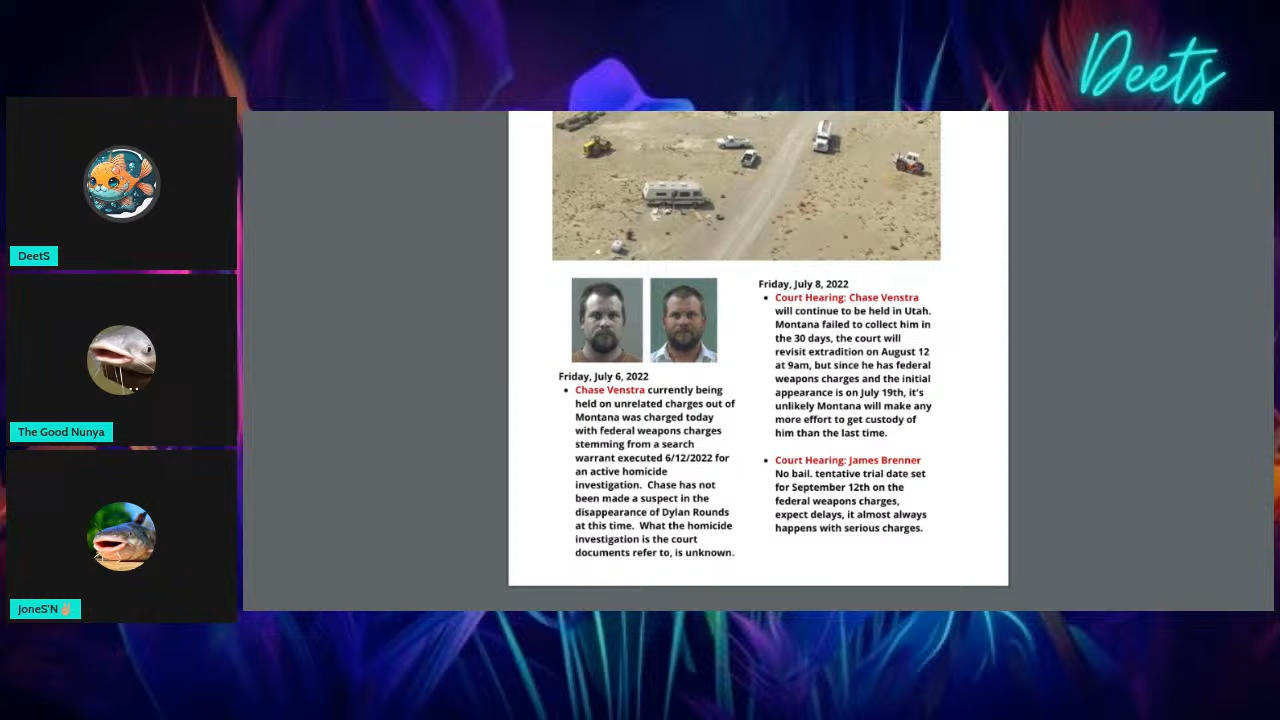 Deets
DeetS
The Good Nunya
JoneS'N✌🏼
Friday, July 6, 2022
• Chase Venstra currently being
held on unrelated charges out of
Montana was charged today
with federal weapons charges
stemming from a search
warrant executed 6/12/2022 for
an active homicide
investigation. Chase has not
been made a suspect in the
disappearance of Dylan Rounds
at this time. What the homicide
investigation is the court
documents refer to, is unknown.
Friday, July 8, 2022
• Court Hearing: Chase Venstra
will continue to be held in Utah.
Montana failed to collect him in
the 30 days, the court will
revisit extradition on August 12
at 9am, but since he has federal
weapons charges and the initial
appearance is on July 19th, it's
unlikely Montana will make any
more effort to get custody of
him than the last time.
• Court Hearing: James Brenner
No bail. tentative trial date set
for September 12th on the
federal weapons charges,
expect delays, it almost always
happens with serious charges.